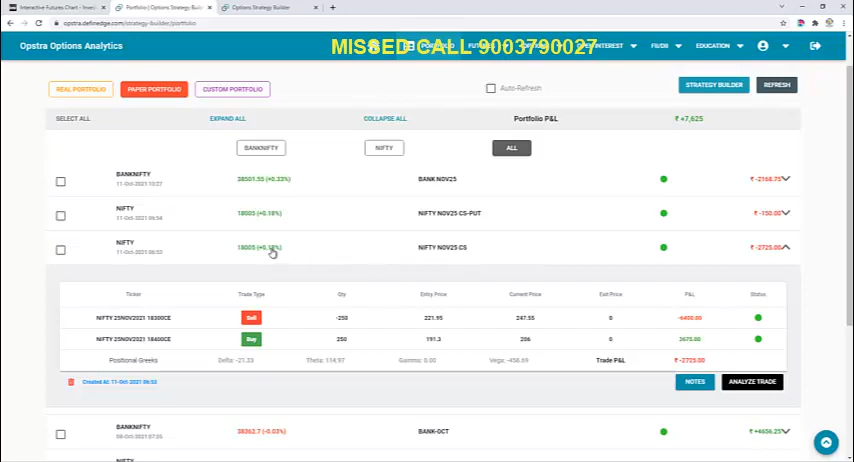 Interactive Futures Chart - Invest
Portfolio | Options Strategy Buil
Options Strategy Builder
opstra.definedge.com/strategy-builder/portfolio
Opstra Options Analytics
MISSED CALL 9003790027
OPEN INTEREST FII/DII EDUCATION
REAL PORTFOLIO PAPER PORTFOLIO CUSTOM PORTFOLIO Auto-Refresh STRATEGY BUILDER REFRESH
SELECT ALL EXPAND ALL COLLAPSE ALL Portfolio P&L ₹ +7,625
BANKNIFTY NIFTY ALL
BANKNIFTY 38501.55 (+0.33%) BANK NOV25 ₹ -2168.75
11-Oct-2021 10:27
NIFTY 18005 (+0.18%) NIFTY NOV25 CS-PUT ₹ -150.00
11-Oct-2021 06:54
NIFTY 18005 (+0.18%) NIFTY NOV25 CS ₹ -2725.00
11-Oct-2021 06:53
Ticker Trade Type Qty Entry Price Current Price Exit Price P&L Status
NIFTY 25NOV2021 18300CE Sell -250 221.95 247.55 0 -6400.00
NIFTY 25NOV2021 18400CE Buy 250 191.3 206 0 3675.00
Positional Greeks Delta: -21.33 Theta: 114.97 Gamma: 0.00 Vega: -458.69 Trade P&L ₹ -2725.00
Created At: 11-Oct-2021 06:53 NOTES ANALYZE TRADE
BANKNIFTY 38362.7 (-0.03%) BANK-OCT ₹ +4656.25
08-Oct-2021 07:35
NIFTY